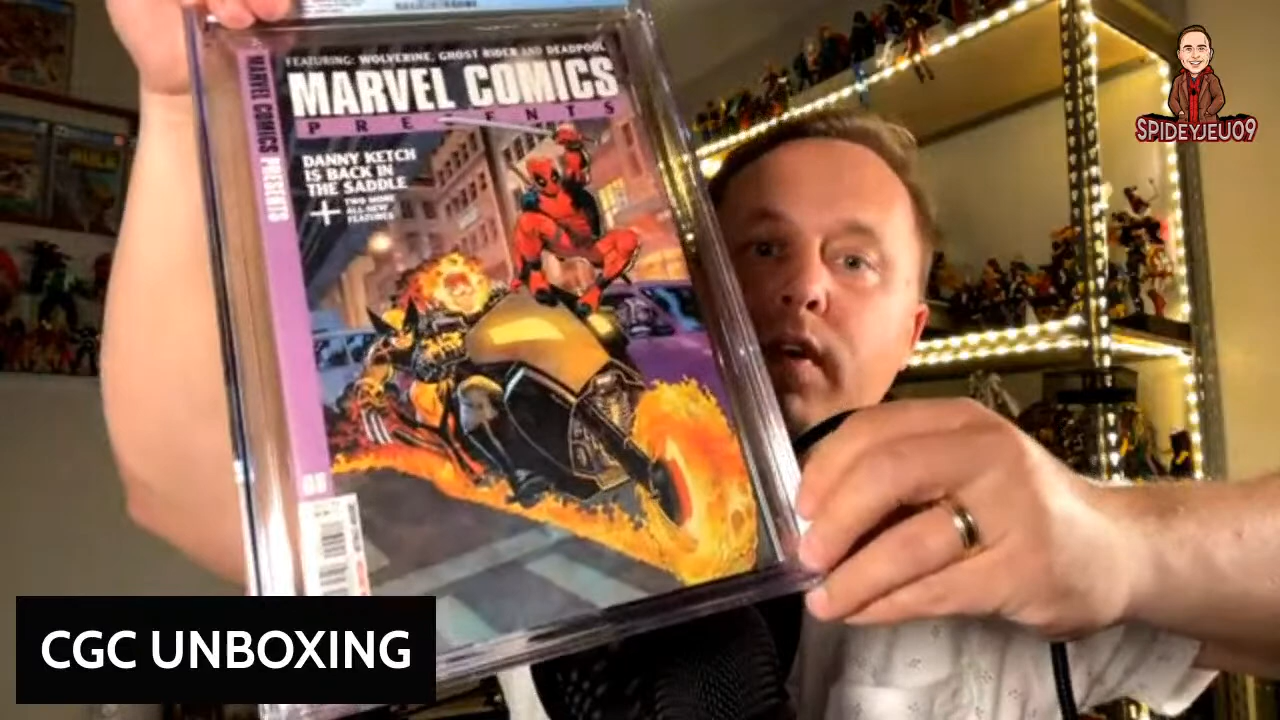 FEATURING: WOLVERINE, GHOST RIDER AND DEADPOOL
MARVEL COMICS
PRESENTS
DANNY KETCH
IS BACK IN
THE SADDLE
+ TWO MORE
ALL-NEW
FEATURES
MARVEL COMICS PRESENTS
SPIDEYJEU09
CGC UNBOXING